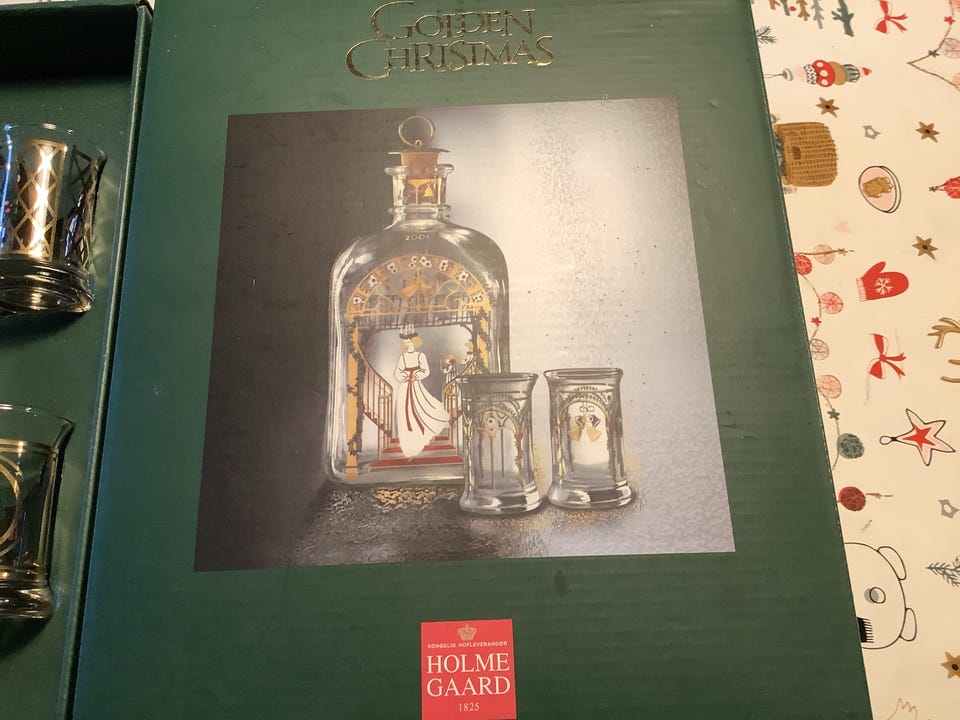 GOLDEN
CHRISTMAS
2001
KONGELIG HOFLEVERANDØR
HOLME
GAARD
1825